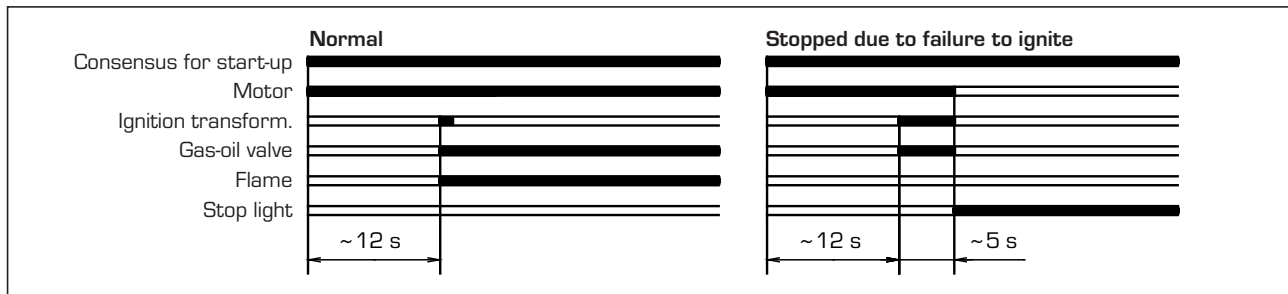 Normal
Stopped due to failure to ignite
Consensus for start-up
Motor
Ignition transform.
Gas-oil valve
Flame
Stop light
~12 s
~12 s
~5 s